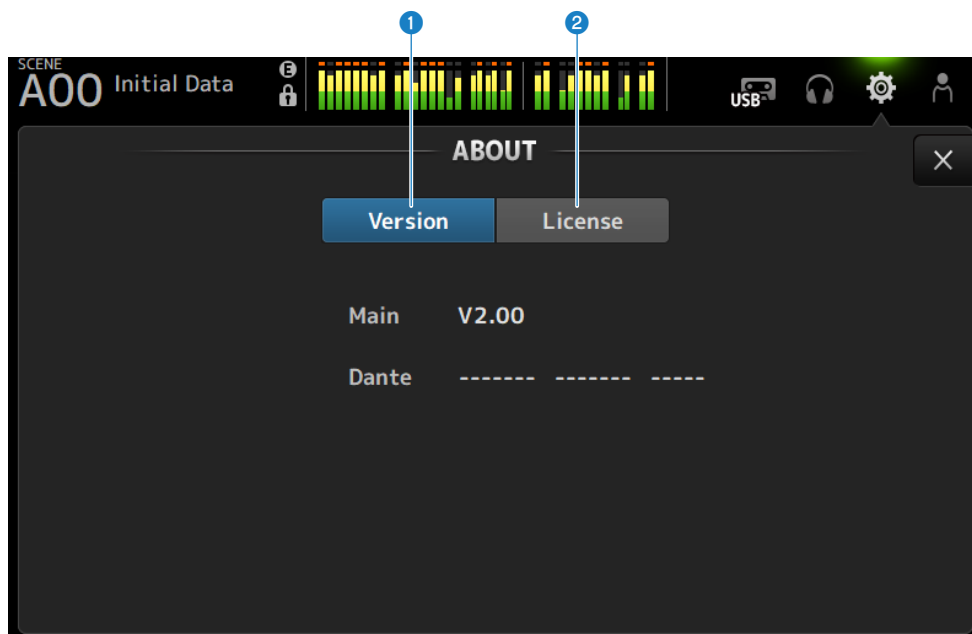 1 2
SCENE
A00 Initial Data E
USB
ABOUT
Version License
Main V2.00
Dante ------- ------- -----